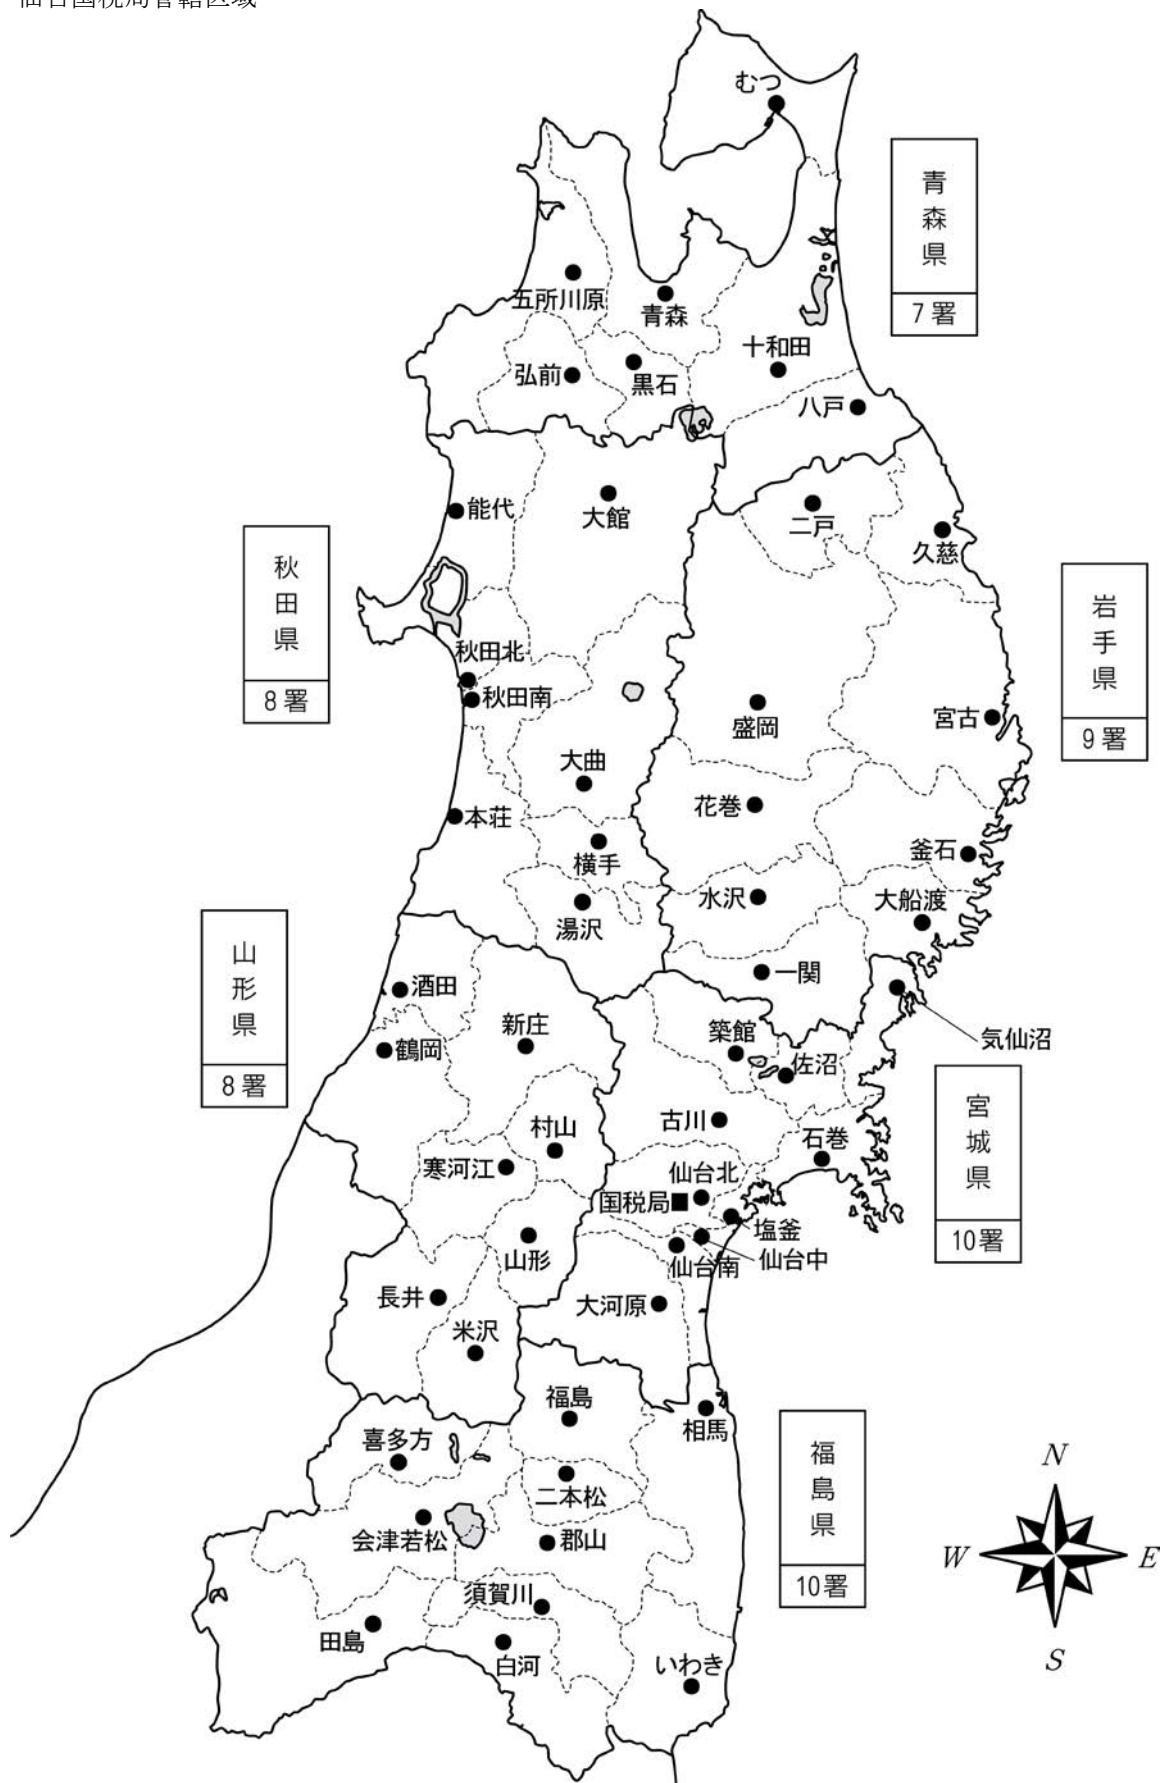 仙台国税局管轄区域
むつ
青森県
7署
五所川原
青森
十和田
弘前
黒石
八戸
能代
大館
二戸
久慈
秋田県
8署
岩手県
9署
秋田北
秋田南
盛岡
宮古
大曲
花巻
本荘
横手
釜石
水沢
大船渡
湯沢
山形県
8署
一関
酒田
新庄
気仙沼
鶴岡
築館
佐沼
宮城県
10署
村山
古川
石巻
寒河江
仙台北
国税局
塩釜
山形
仙台南
仙台中
長井
大河原
米沢
福島
相馬
福島県
10署
喜多方
二本松
会津若松
郡山
須賀川
田島
白河
いわき
N
W
E
S